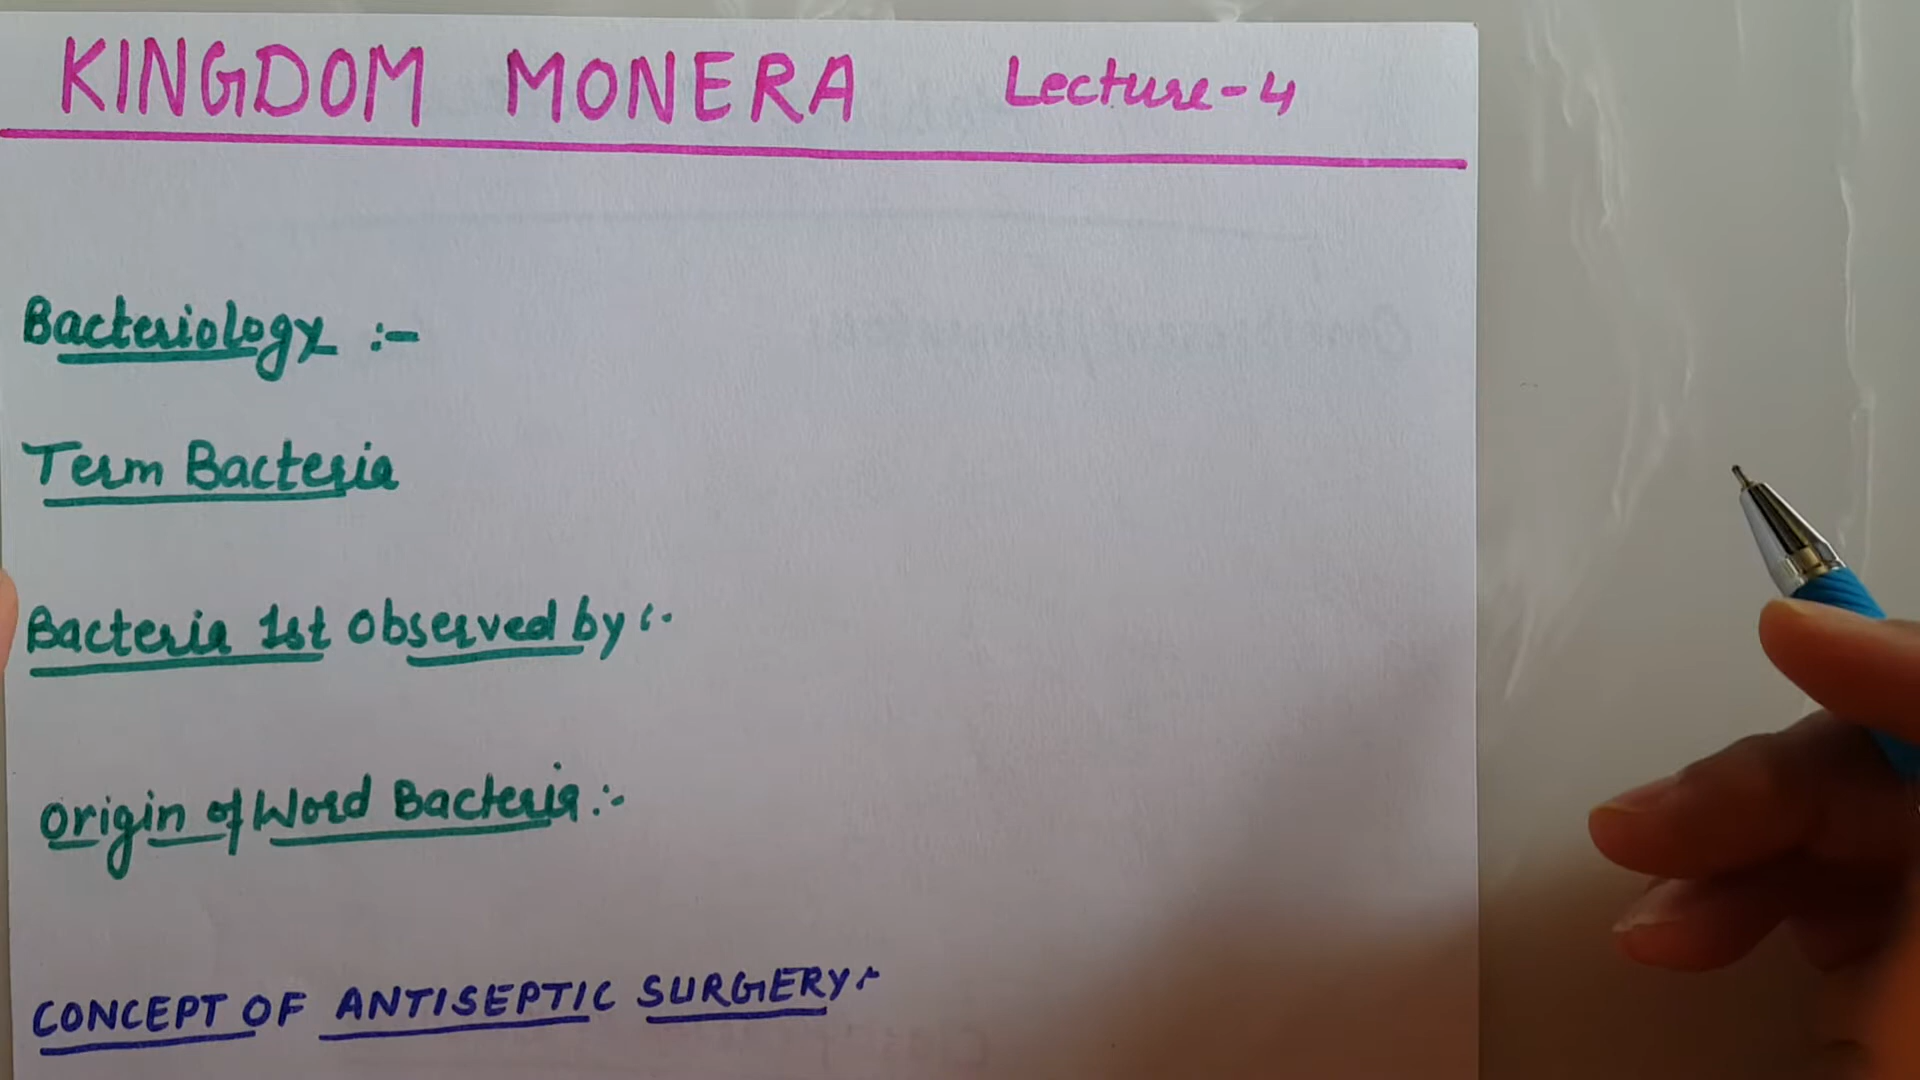 KINGDOM MONERA Lecture-4
Bacteriology :-
Term Bacteria
Bacteria 1st Observed by :-
Origin of Word Bacteria :-
CONCEPT OF ANTISEPTIC SURGERY :-